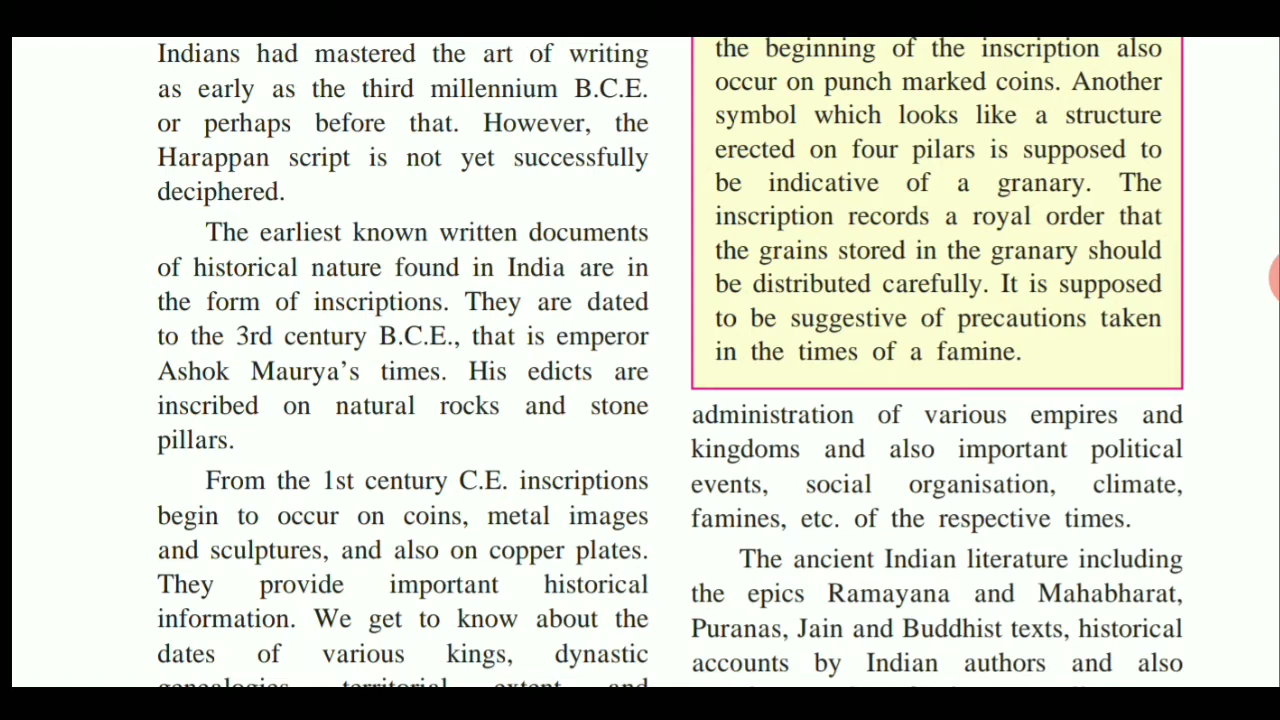 Indians had mastered the art of writing
as early as the third millennium B.C.E.
or perhaps before that. However, the
Harappan script is not yet successfully
deciphered.
The earliest known written documents
of historical nature found in India are in
the form of inscriptions. They are dated
to the 3rd century B.C.E., that is emperor
Ashok Maurya’s times. His edicts are
inscribed on natural rocks and stone
pillars.
From the 1st century C.E. inscriptions
begin to occur on coins, metal images
and sculptures, and also on copper plates.
They provide important historical
information. We get to know about the
dates of various kings, dynastic
genealogies, territorial extent and
the beginning of the inscription also
occur on punch marked coins. Another
symbol which looks like a structure
erected on four pilars is supposed to
be indicative of a granary. The
inscription records a royal order that
the grains stored in the granary should
be distributed carefully. It is supposed
to be suggestive of precautions taken
in the times of a famine.
administration of various empires and
kingdoms and also important political
events, social organisation, climate,
famines, etc. of the respective times.
The ancient Indian literature including
the epics Ramayana and Mahabharat,
Puranas, Jain and Buddhist texts, historical
accounts by Indian authors and also